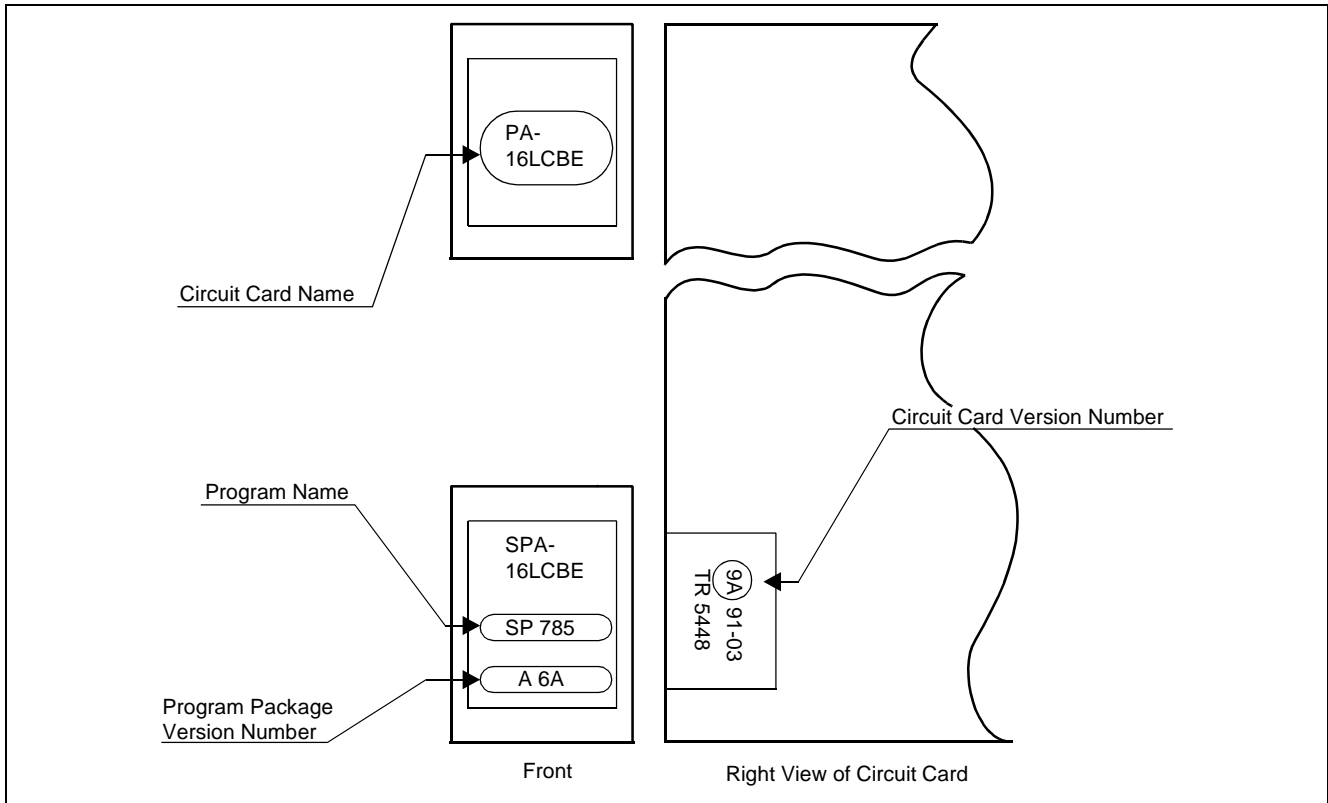 PA-
16LCBE
Circuit Card Name
Circuit Card Version Number
Program Name
SPA-
16LCBE
SP 785
A 6A
9A 91-03
TR 5448
Program Package
Version Number
Front
Right View of Circuit Card